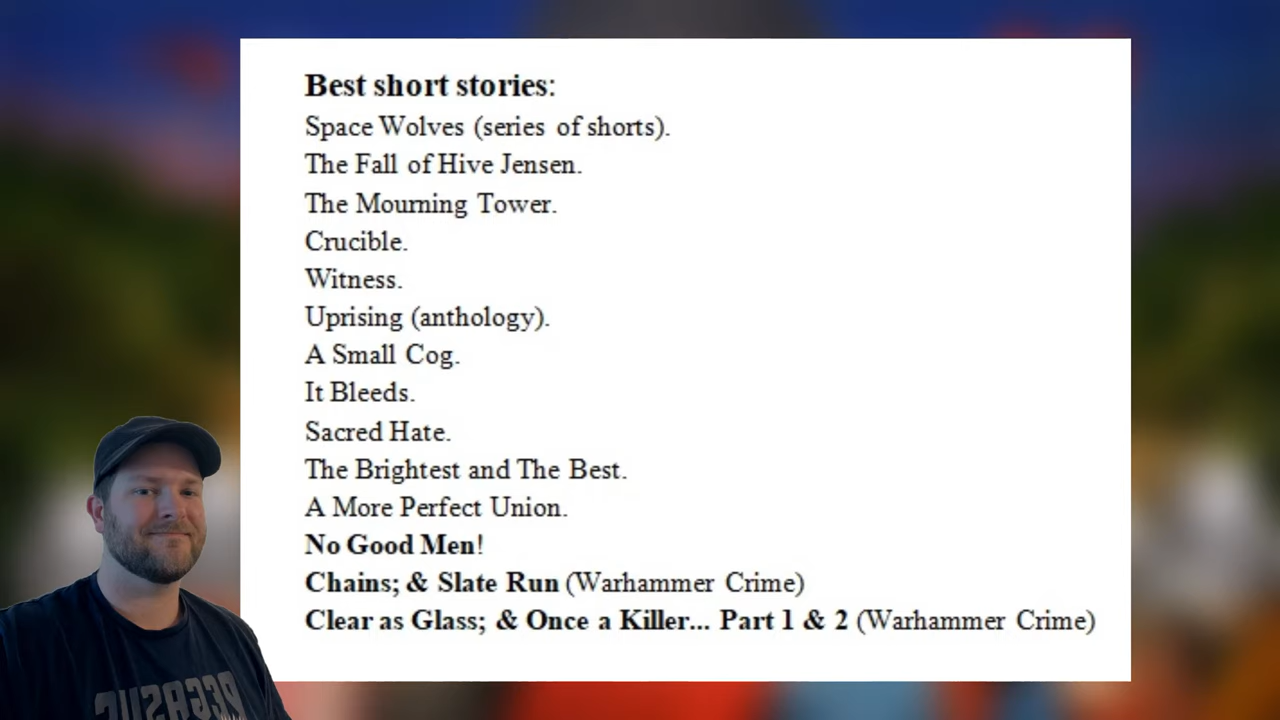 Best short stories:
Space Wolves (series of shorts).
The Fall of Hive Jensen.
The Mourning Tower.
Crucible.
Witness.
Uprising (anthology).
A Small Cog.
It Bleeds.
Sacred Hate.
The Brightest and The Best.
A More Perfect Union.
No Good Men!
Chains; & Slate Run (Warhammer Crime)
Clear as Glass; & Once a Killer... Part 1 & 2 (Warhammer Crime)